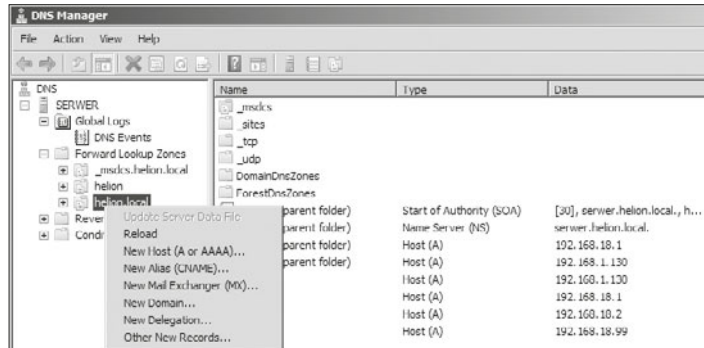 DNS Manager
File Action View Help
DNS
SERVER
Global Logs
DNS Events
Forward Lookup Zones
_msdcs.helion.local
helion
helion.local
Rever
Condi
Update Server Data File
Reload
New Host (A or AAAA)...
New Alias (CNAME)...
New Mail Exchanger (MX)...
New Domain...
New Delegation...
Other New Records...
Name Type Data
_msdcs
_sites
_tcp
_udp
DomainDnsZones
ForestDnsZones
parent folder) Start of Authority (SOA) [30], serwer.helion.local., h...
parent folder) Name Server (NS) serwer.helion.local.
parent folder) Host (A) 192.168.18.1
parent folder) Host (A) 192.168.1.130
Host (A) 192.168.1.130
Host (A) 192.168.18.1
Host (A) 192.168.18.2
Host (A) 192.168.18.99